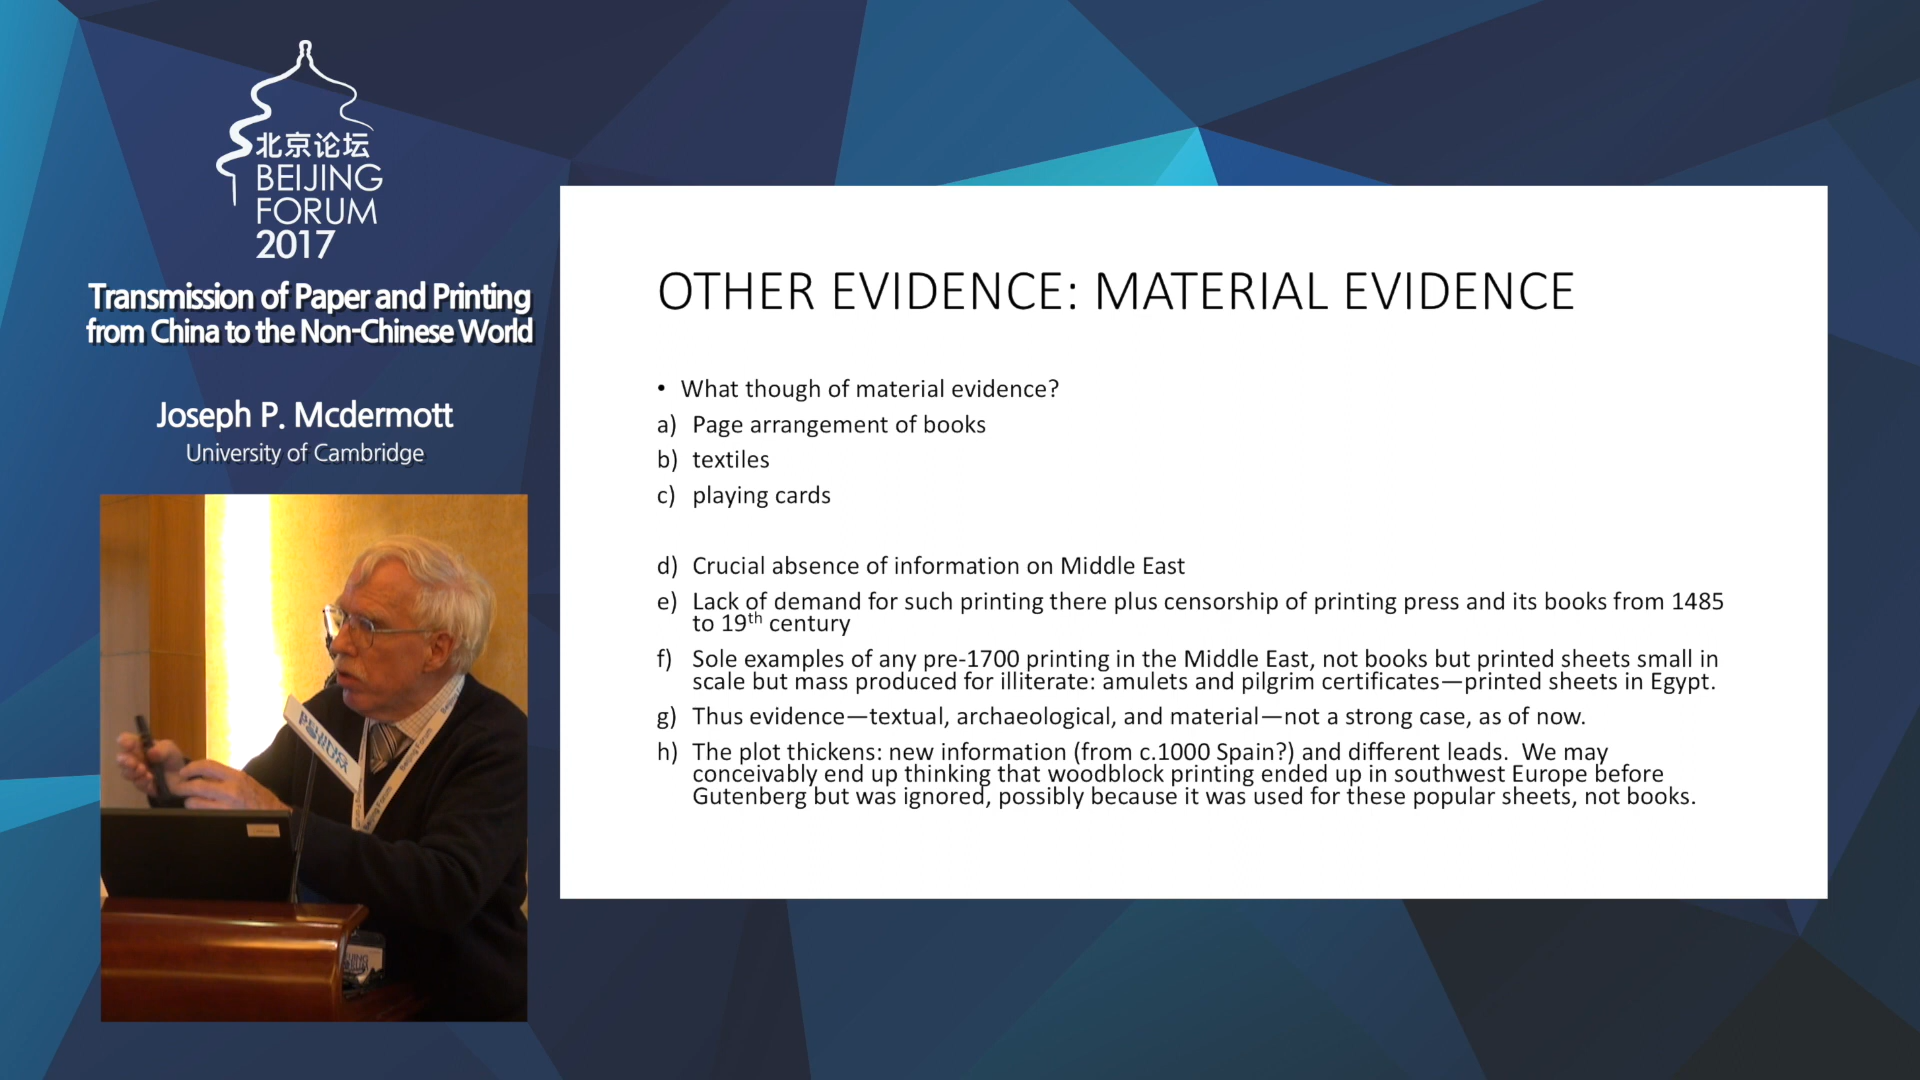 北京论坛
BEIJING
FORUM
2017
Transmission of Paper and Printing
from China to the Non-Chinese World
Joseph P. Mcdermott
University of Cambridge
OTHER EVIDENCE: MATERIAL EVIDENCE
• What though of material evidence?
a) Page arrangement of books
b) textiles
c) playing cards
d) Crucial absence of information on Middle East
e) Lack of demand for such printing there plus censorship of printing press and its books from 1485
to 19th century
f) Sole examples of any pre-1700 printing in the Middle East, not books but printed sheets small in
scale but mass produced for illiterate: amulets and pilgrim certificates—printed sheets in Egypt.
g) Thus evidence—textual, archaeological, and material—not a strong case, as of now.
h) The plot thickens: new information (from c.1000 Spain?) and different leads.  We may
conceivably end up thinking that woodblock printing ended up in southwest Europe before
Gutenberg but was ignored, possibly because it was used for these popular sheets, not books.